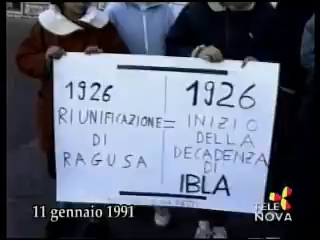 1926
RIUNIFICAZIONE =
DI
RAGUSA
1926
INIZIO
DELLA
DECADENZA
DI
IBLA
11 gennaio 1991
TELE
NOVA